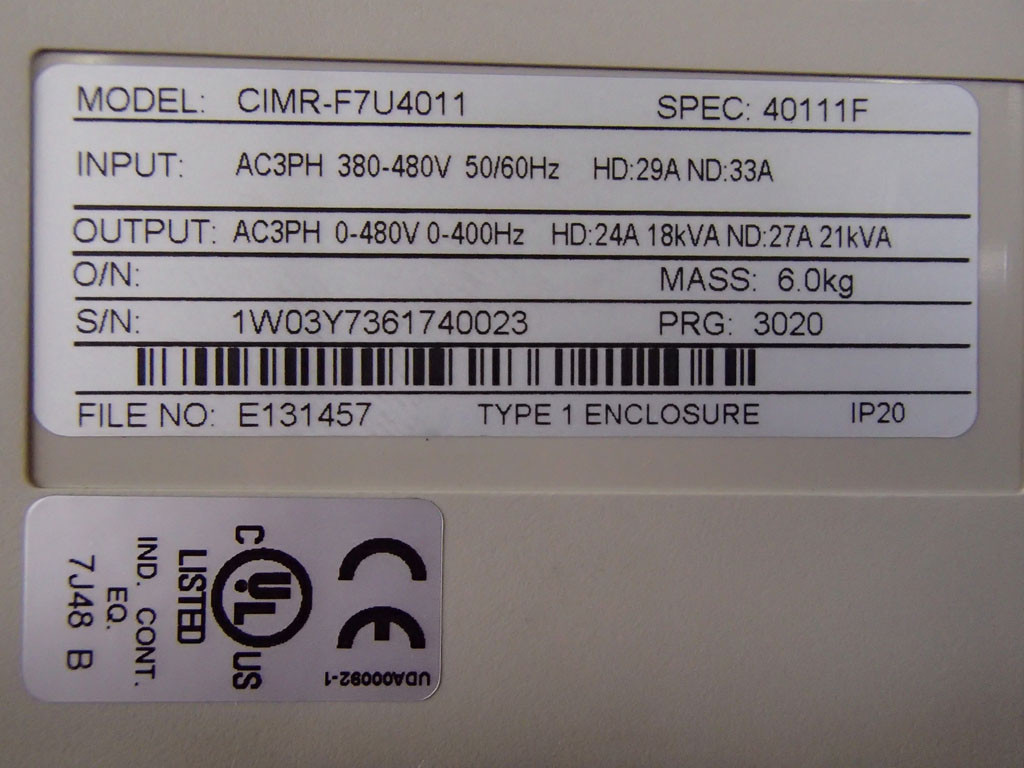 MODEL: CIMR-F7U4011 SPEC: 40111F
INPUT: AC3PH 380-480V 50/60Hz HD:29A ND:33A
OUTPUT: AC3PH 0-480V 0-400Hz HD:24A 18kVA ND:27A 21kVA
O/N: MASS: 6.0kg
S/N: 1W03Y7361740023 PRG: 3020
FILE NO: E131457 TYPE 1 ENCLOSURE IP20
CE
UDA00092-1
C UL US
LISTED
IND. CONT.
EQ.
7J48 B